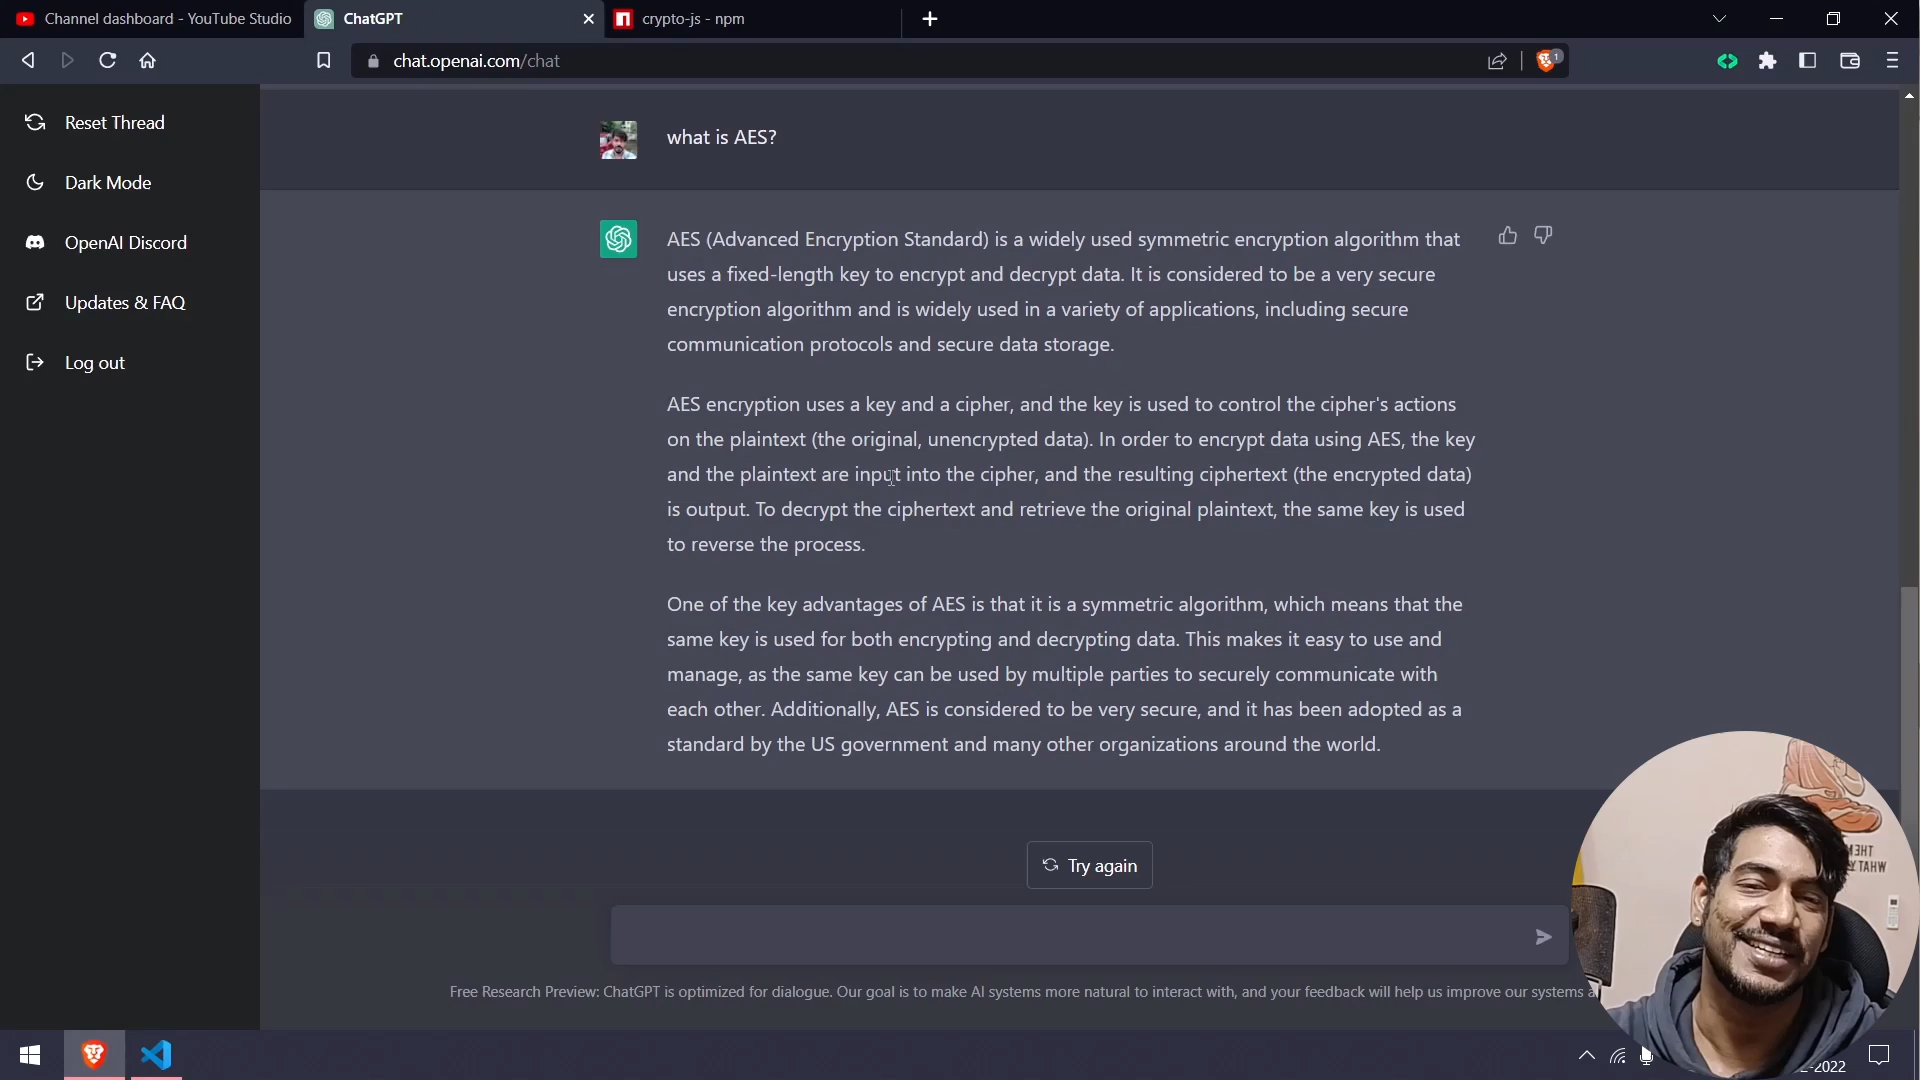 Channel dashboard - YouTube Studio
ChatGPT
crypto-js - npm
chat.openai.com/chat
1
Reset Thread
Dark Mode
OpenAI Discord
Updates & FAQ
Log out
what is AES?
AES (Advanced Encryption Standard) is a widely used symmetric encryption algorithm that
uses a fixed-length key to encrypt and decrypt data. It is considered to be a very secure
encryption algorithm and is widely used in a variety of applications, including secure
communication protocols and secure data storage.
AES encryption uses a key and a cipher, and the key is used to control the cipher's actions
on the plaintext (the original, unencrypted data). In order to encrypt data using AES, the key
and the plaintext are input into the cipher, and the resulting ciphertext (the encrypted data)
is output. To decrypt the ciphertext and retrieve the original plaintext, the same key is used
to reverse the process.
One of the key advantages of AES is that it is a symmetric algorithm, which means that the
same key is used for both encrypting and decrypting data. This makes it easy to use and
manage, as the same key can be used by multiple parties to securely communicate with
each other. Additionally, AES is considered to be very secure, and it has been adopted as a
standard by the US government and many other organizations around the world.
Try again
Free Research Preview: ChatGPT is optimized for dialogue. Our goal is to make AI systems more natural to interact with, and your feedback will help us improve our systems a
-2022